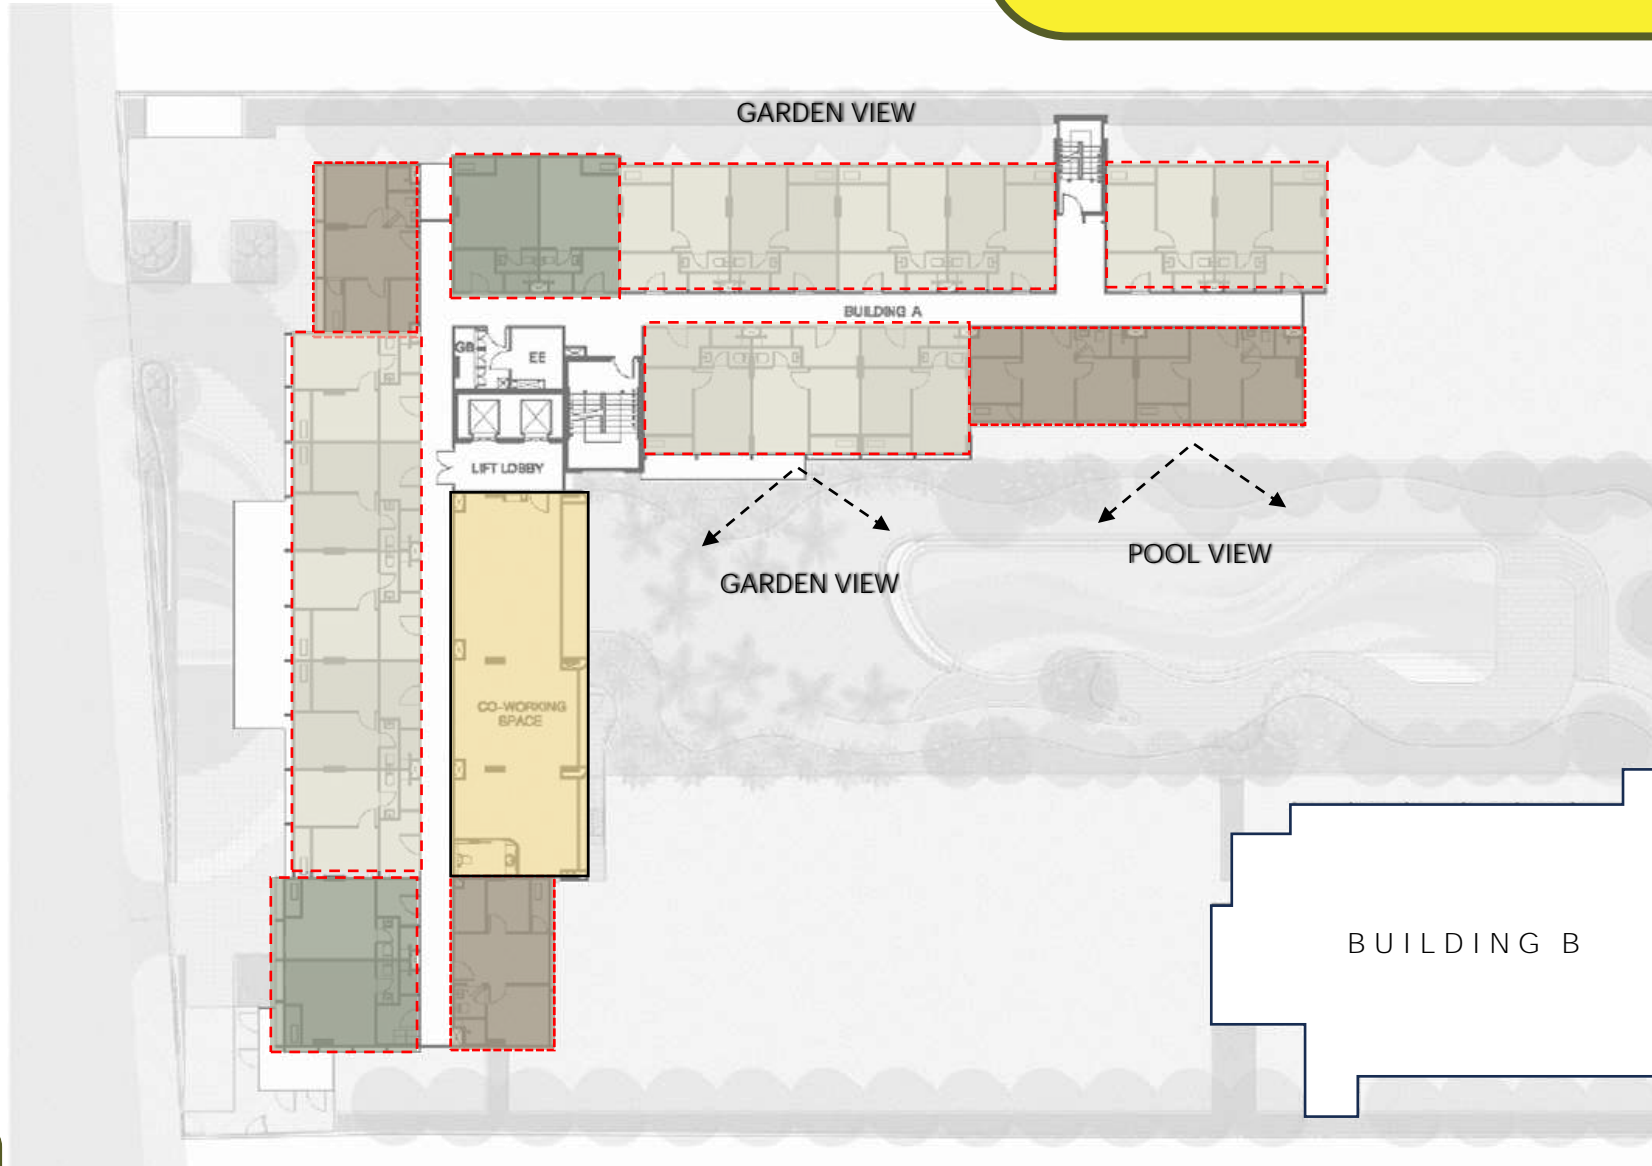 GARDEN VIEW
BUILDING A
GB
EE
LIFT LOBBY
POOL VIEW
GARDEN VIEW
CO-WORKING
SPACE
BUILDING B